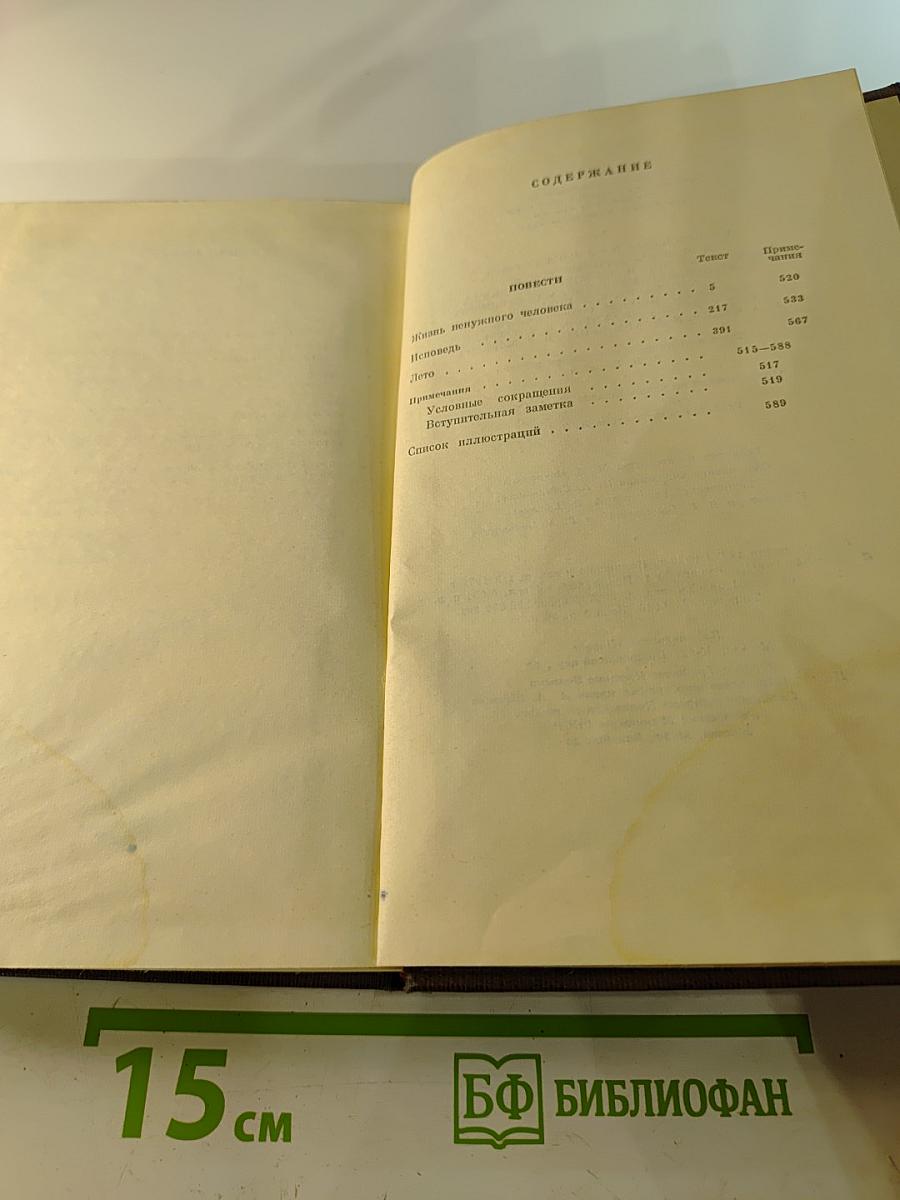 СОДЕРЖАНИЕ
Текст Приме-
чания
ПОВЕСТИ
Жизнь ненужного человека . . . . . . . . . 5 520
Исповедь . . . . . . . . . . . . . . . . 217 533
Лето . . . . . . . . . . . . . . . . . . 391 567
Примечания . . . . . . . . . . . . . . . 515—588
Условные сокращения . . . . . . . . 517
Вступительная заметка . . . . . . . . 519
Список иллюстраций . . . . . . . . . . . 589
15 см
БФ БИБЛИОФАН